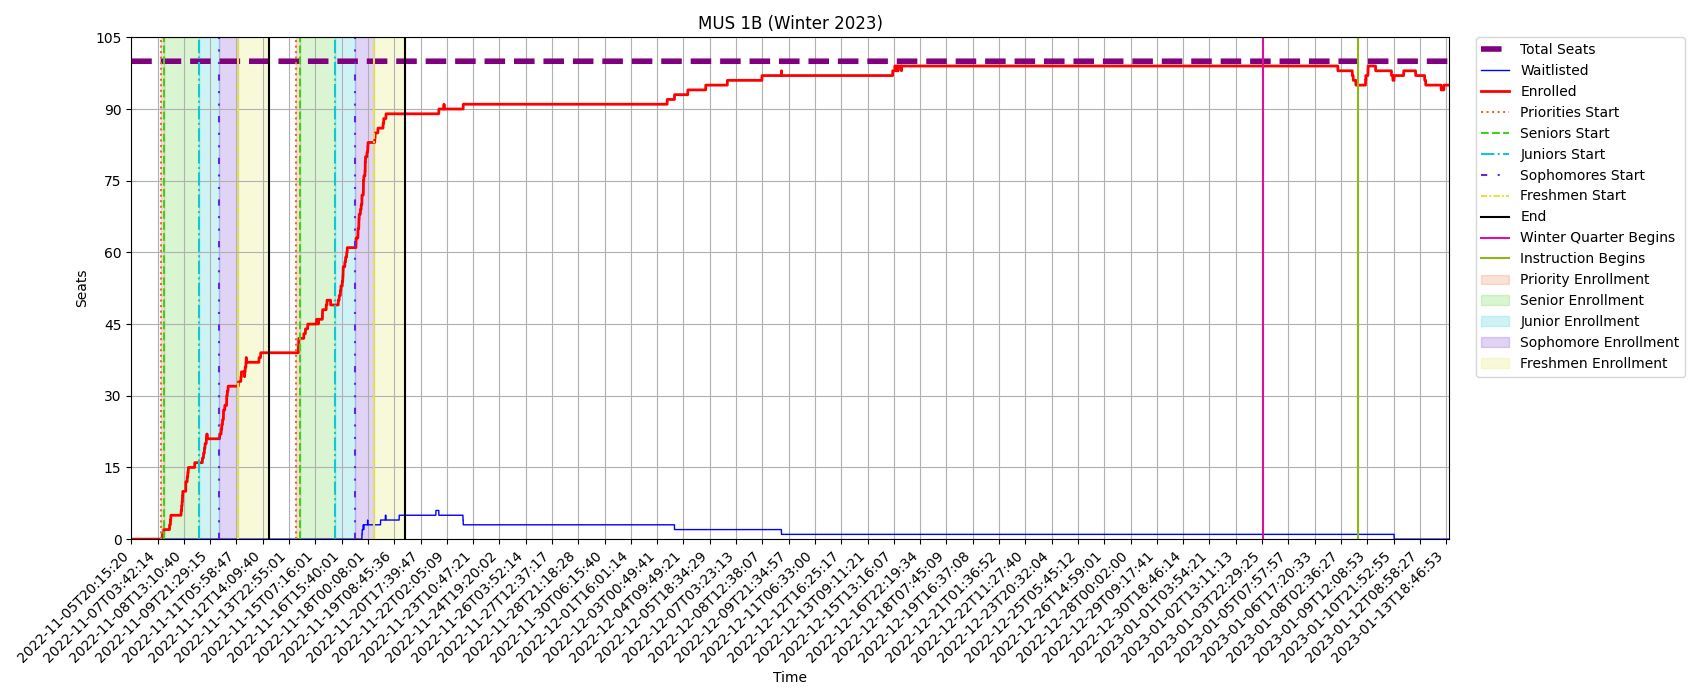 MUS 1B (Winter 2023)
105
90
75
60
45
30
15
0
Seats
2022-11-05T20:15:20
2022-11-07T03:42:14
2022-11-08T13:10:40
2022-11-09T21:29:15
2022-11-11T05:58:47
2022-11-12T14:09:40
2022-11-13T22:55:01
2022-11-15T07:16:01
2022-11-16T15:40:01
2022-11-18T00:08:01
2022-11-19T08:45:36
2022-11-20T17:39:47
2022-11-22T02:05:09
2022-11-23T10:47:21
2022-11-24T19:20:02
2022-11-26T03:52:14
2022-11-27T12:37:17
2022-11-28T21:18:28
2022-11-30T06:15:40
2022-12-01T16:01:14
2022-12-03T00:49:41
2022-12-04T09:49:21
2022-12-05T18:34:29
2022-12-07T03:23:13
2022-12-08T12:38:07
2022-12-09T21:34:57
2022-12-11T06:33:00
2022-12-12T16:25:17
2022-12-13T09:11:21
2022-12-15T13:16:07
2022-12-16T22:19:34
2022-12-18T07:45:09
2022-12-19T16:37:08
2022-12-21T01:36:52
2022-12-22T11:27:40
2022-12-23T20:32:04
2022-12-25T05:45:12
2022-12-26T14:59:01
2022-12-28T00:02:00
2022-12-29T09:17:41
2022-12-30T18:46:14
2023-01-01T03:54:21
2023-01-02T13:11:13
2023-01-03T22:29:25
2023-01-05T07:57:57
2023-01-06T17:20:33
2023-01-08T02:36:27
2023-01-09T12:08:53
2023-01-10T21:52:55
2023-01-12T08:58:27
2023-01-13T18:46:53
Time
Total Seats
Waitlisted
Enrolled
Priorities Start
Seniors Start
Juniors Start
Sophomores Start
Freshmen Start
End
Winter Quarter Begins
Instruction Begins
Priority Enrollment
Senior Enrollment
Junior Enrollment
Sophomore Enrollment
Freshmen Enrollment